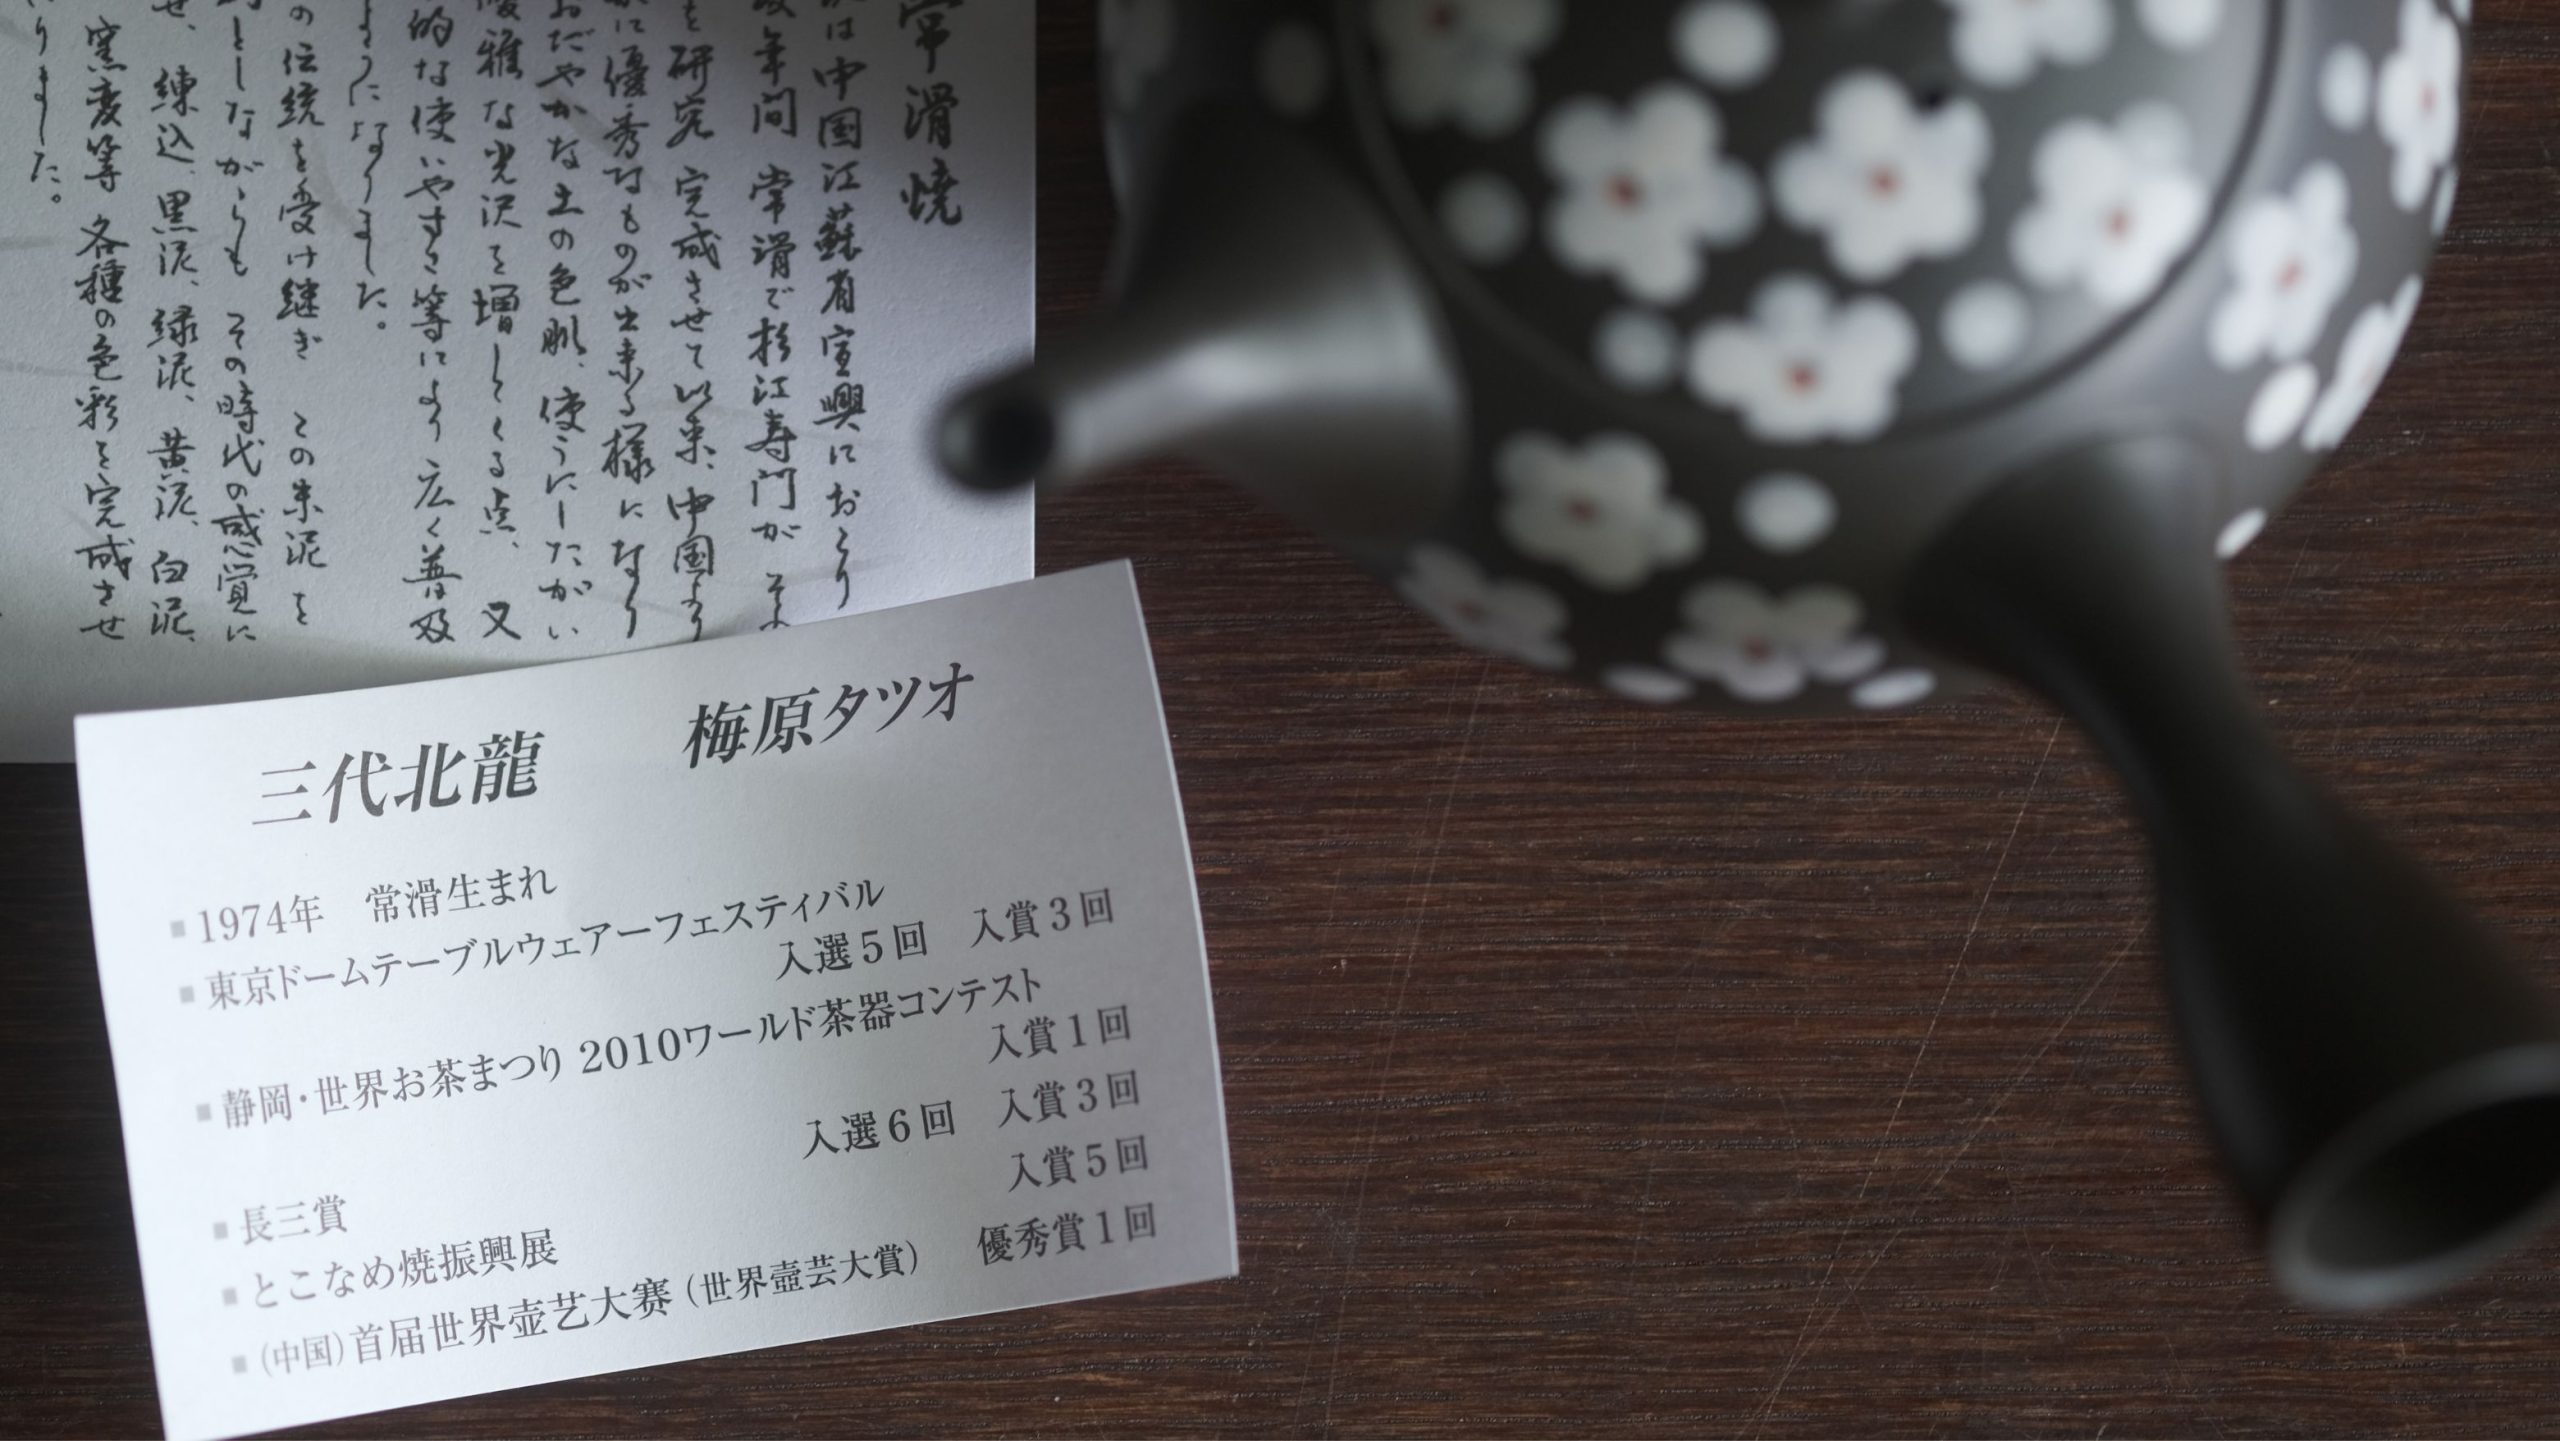 常滑焼
は中国江蘇省宜興におこり
年間 常滑で杉江寿門が
を研究 完成させて以来、中国より
に優秀なものが出来る様になり
おだやかな土の色肌、使うにしたがい
優雅な光沢を増してくる点、又
的な使いやすさ等により広く普及
ようになりました。
の伝統を受け継ぎ この朱泥を
としながらも その時代の感覚に
せ、練込、黒泥、緑泥、黄泥、白泥、
窯変等 各種の色彩を完成させ
りました。
三代北龍 梅原タツオ
■1974年 常滑生まれ
■東京ドームテーブルウェアーフェスティバル
入選5回 入賞3回
■静岡・世界お茶まつり 2010ワールド茶器コンテスト
入賞1回
■長三賞 入選6回 入賞3回
■とこなめ焼振興展 入賞5回
■(中国)首届世界壶艺大赛(世界壷芸大賞) 優秀賞1回